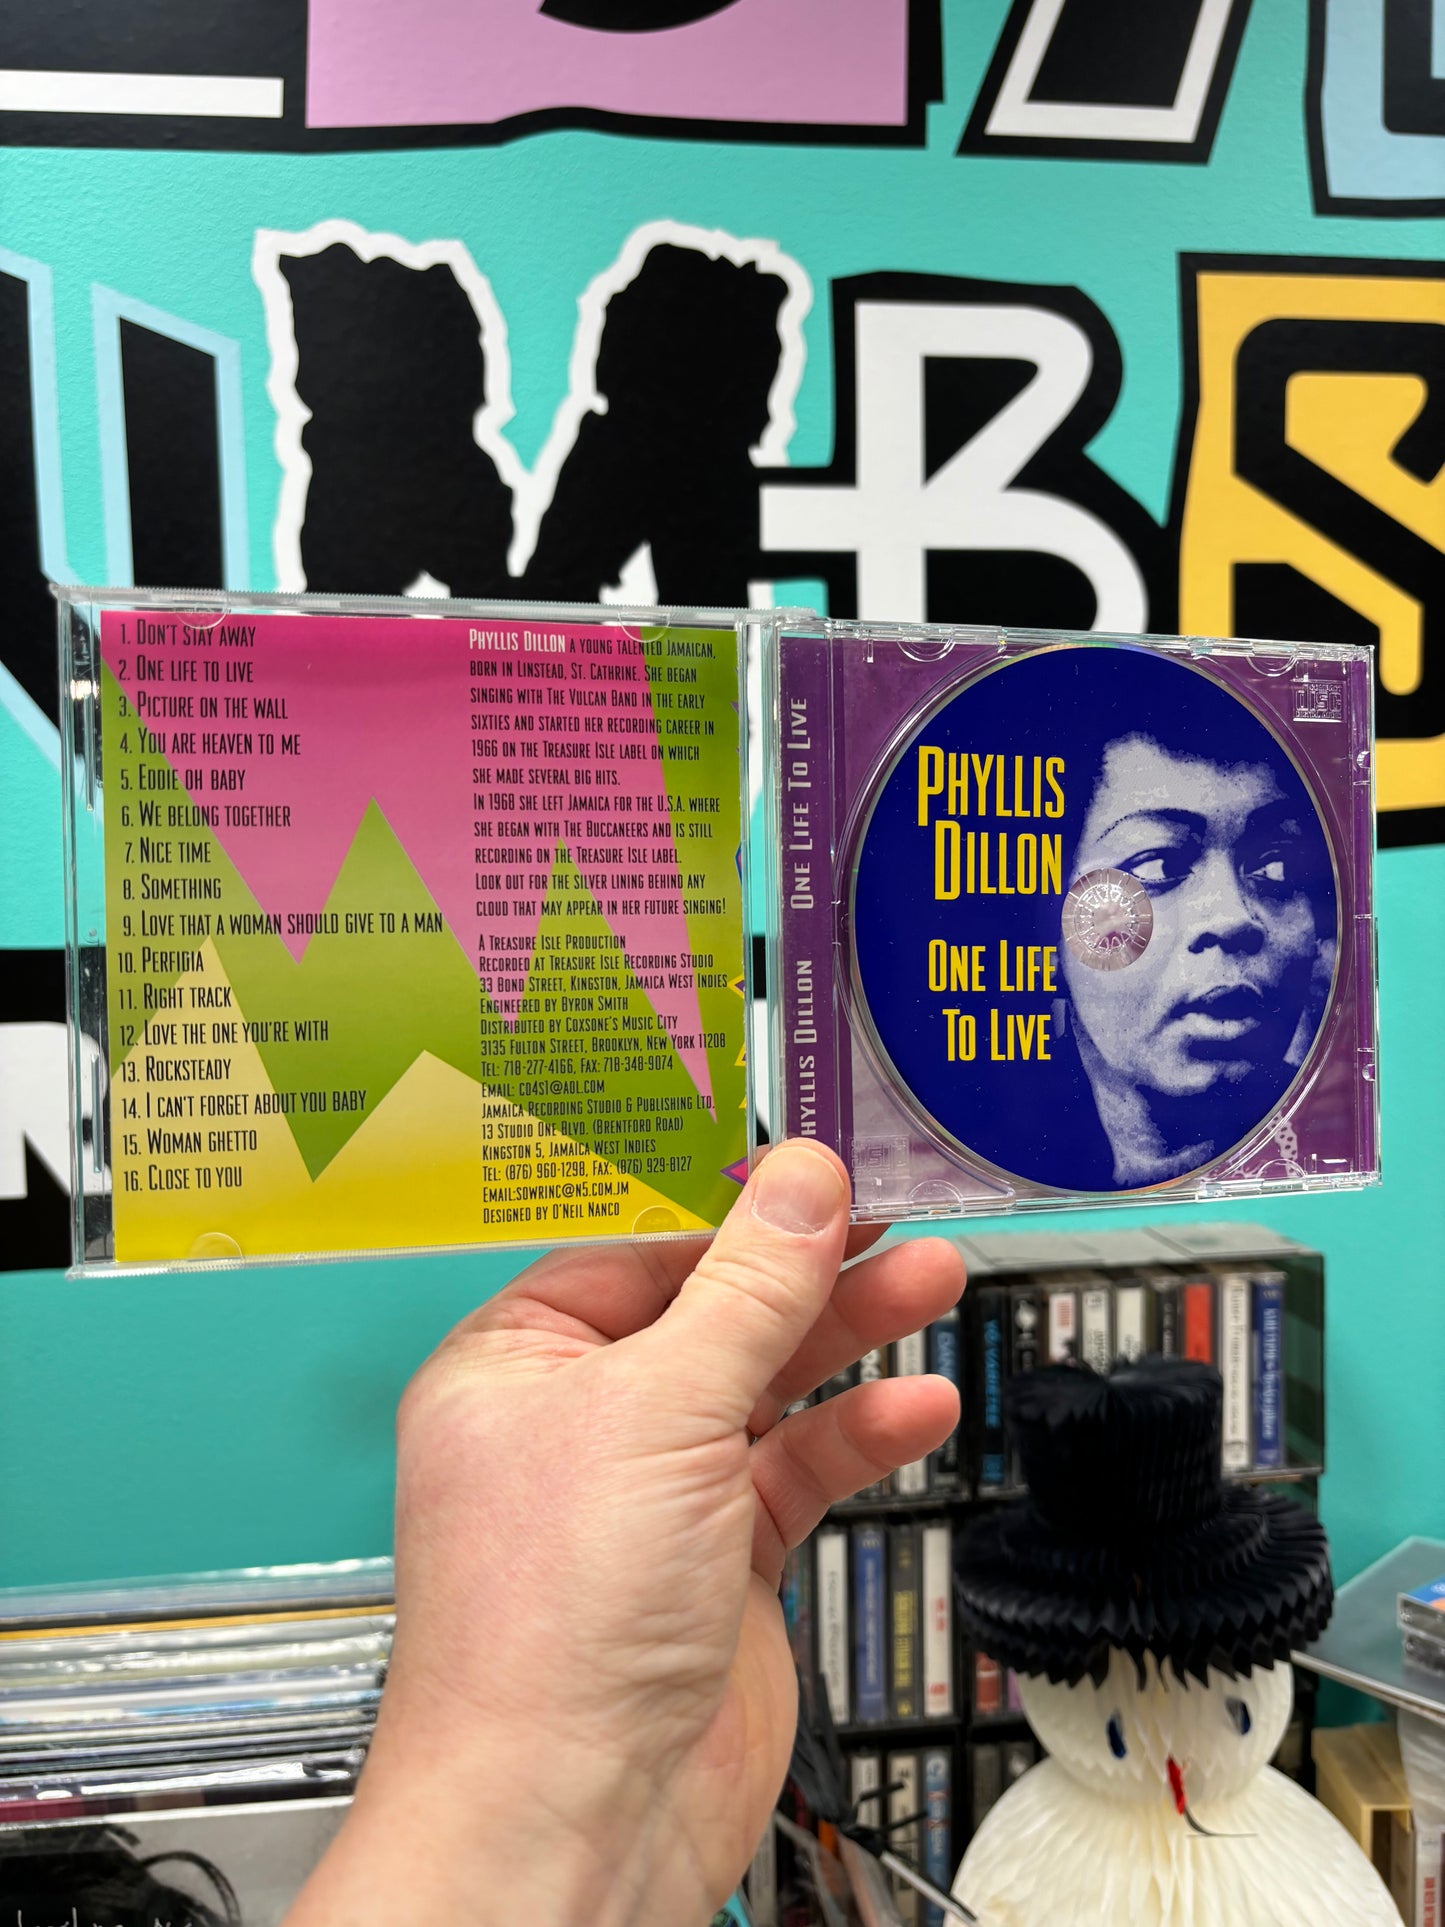 1. Don't stay away
2. One life to live
3. Picture on the wall
4. You are heaven to me
5. Eddie oh baby
6. We belong together
7. Nice time
8. Something
9. Love that a woman should give to a man
10. Perfigia
11. Right track
12. Love the one you're with
13. Rocksteady
14. I can't forget about you baby
15. Woman ghetto
16. Close to you
Phyllis Dillon a young talented Jamaican,
born in Linstead, St. Cathrine. She began
singing with The Vulcan Band in the early
sixties and started her recording career in
1966 on the Treasure Isle label on which
she made several big hits.
In 1968 she left Jamaica for the U.S.A. where
she began with The Buccaneers and is still
recording on the Treasure Isle label.
Look out for the silver lining behind any
cloud that may appear in her future singing!
A Treasure Isle Production
Recorded at Treasure Isle Recording Studio
33 Bond Street, Kingston, Jamaica West Indies
Engineered by Byron Smith
Distributed by Coxsone's Music City
3135 Fulton Street, Brooklyn, New York 11208
Tel: 718-277-4166, Fax: 718-348-9074
Email: cd4s1@aol.com
Jamaica Recording Studio & Publishing Ltd.
13 Studio One Blvd. (Brentford Road)
Kingston 5, Jamaica West Indies
Tel: (876) 960-1298, Fax: (876) 929-8127
Email:sowrinc@n5.com.jm
Designed by O'Neil Nanco
Phyllis Dillon One Life To Live
Phyllis
Dillon
One Life
To Live